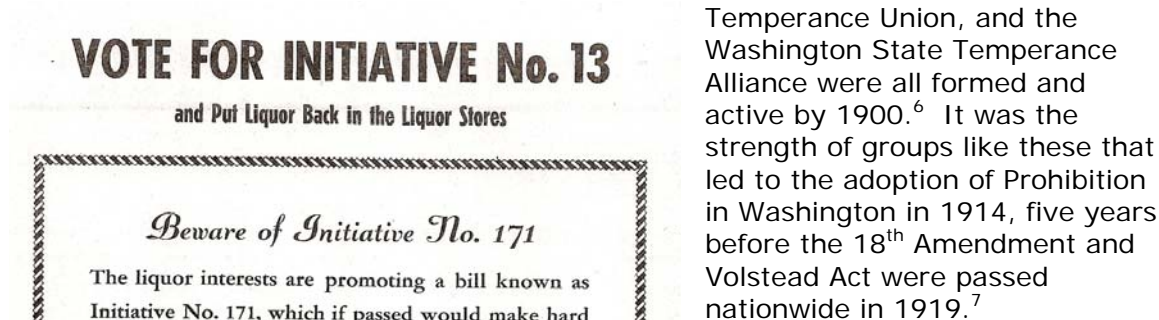 VOTE FOR INITIATIVE No. 13
and Put Liquor Back in the Liquor Stores
Beware of Initiative No. 171
The liquor interests are promoting a bill known as
Initiative No. 171, which if passed would make hard
Temperance Union, and the
Washington State Temperance
Alliance were all formed and
active by 1900.6 It was the
strength of groups like these that
led to the adoption of Prohibition
in Washington in 1914, five years
before the 18th Amendment and
Volstead Act were passed
nationwide in 1919.7